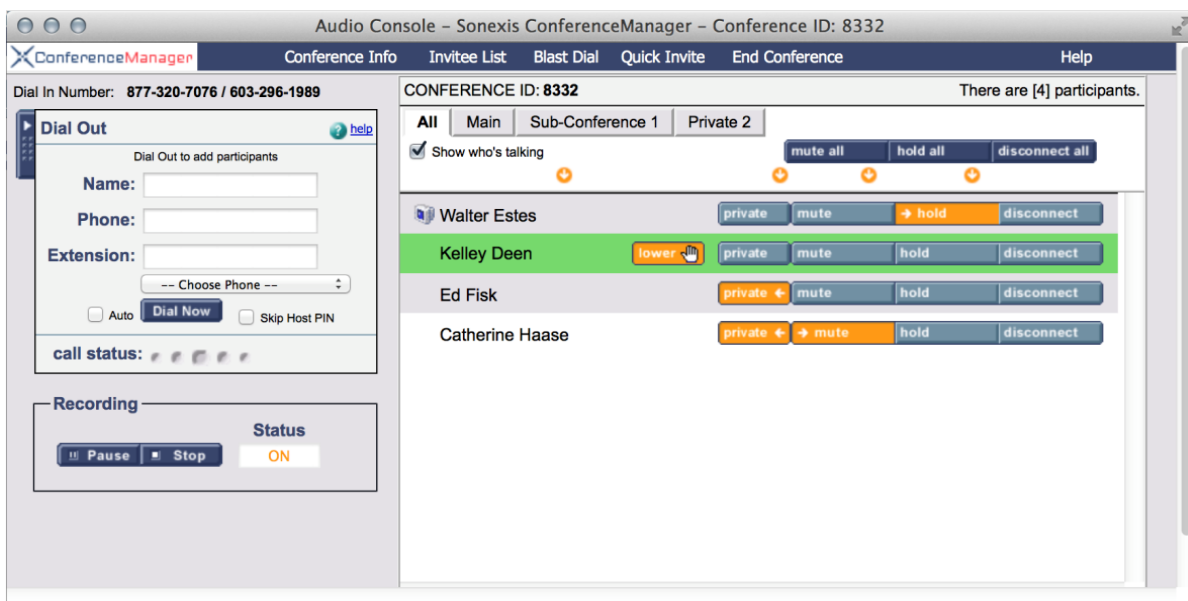 Audio Console – Sonexis ConferenceManager – Conference ID: 8332
ConferenceManager Conference Info Invitee List Blast Dial Quick Invite End Conference Help
Dial In Number: 877-320-7076 / 603-296-1989
Dial Out help
Dial Out to add participants
Name:
Phone:
Extension:
-- Choose Phone --
Auto Dial Now Skip Host PIN
call status:
Recording
Status
Pause Stop ON
CONFERENCE ID: 8332 There are [4] participants.
All Main Sub-Conference 1 Private 2
Show who's talking mute all hold all disconnect all
Walter Estes private mute → hold disconnect
Kelley Deen lower private mute hold disconnect
Ed Fisk private ← mute hold disconnect
Catherine Haase private ← → mute hold disconnect